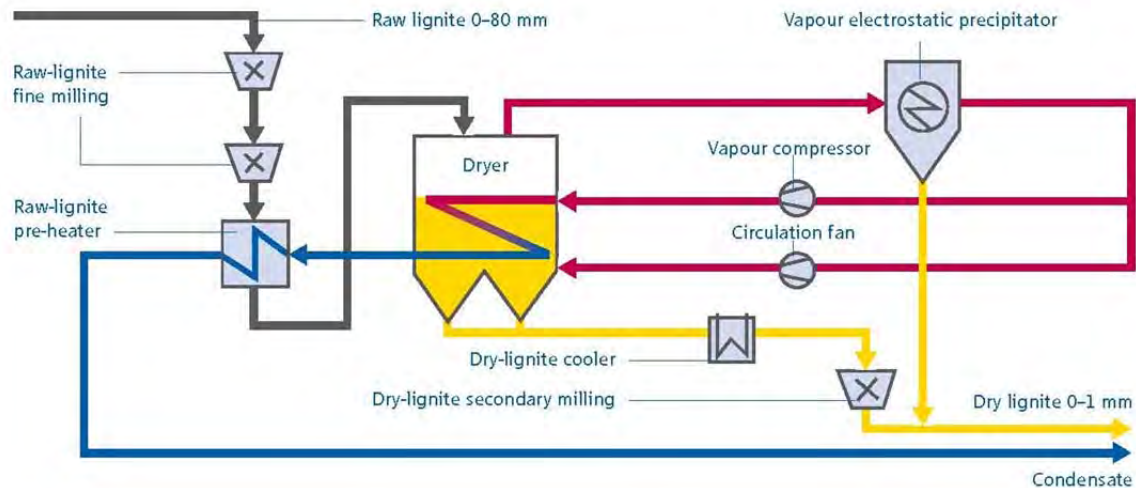 Raw lignite 0–80 mm
Vapour electrostatic precipitator
Raw-lignite
fine milling
Dryer
Vapour compressor
Raw-lignite
pre-heater
Circulation fan
Dry-lignite cooler
Dry-lignite secondary milling
Dry lignite 0–1 mm
Condensate